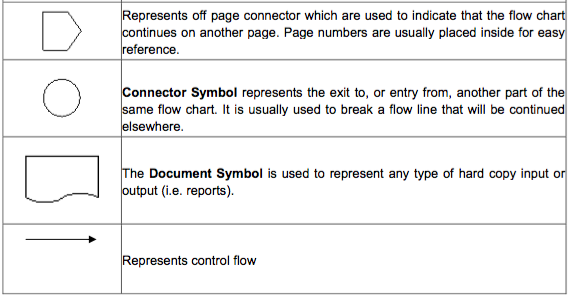 Represents off page connector which are used to indicate that the flow chart
continues on another page. Page numbers are usually placed inside for easy
reference.
Connector Symbol represents the exit to, or entry from, another part of the
same flow chart. It is usually used to break a flow line that will be continued
elsewhere.
The Document Symbol is used to represent any type of hard copy input or
output (i.e. reports).
Represents control flow